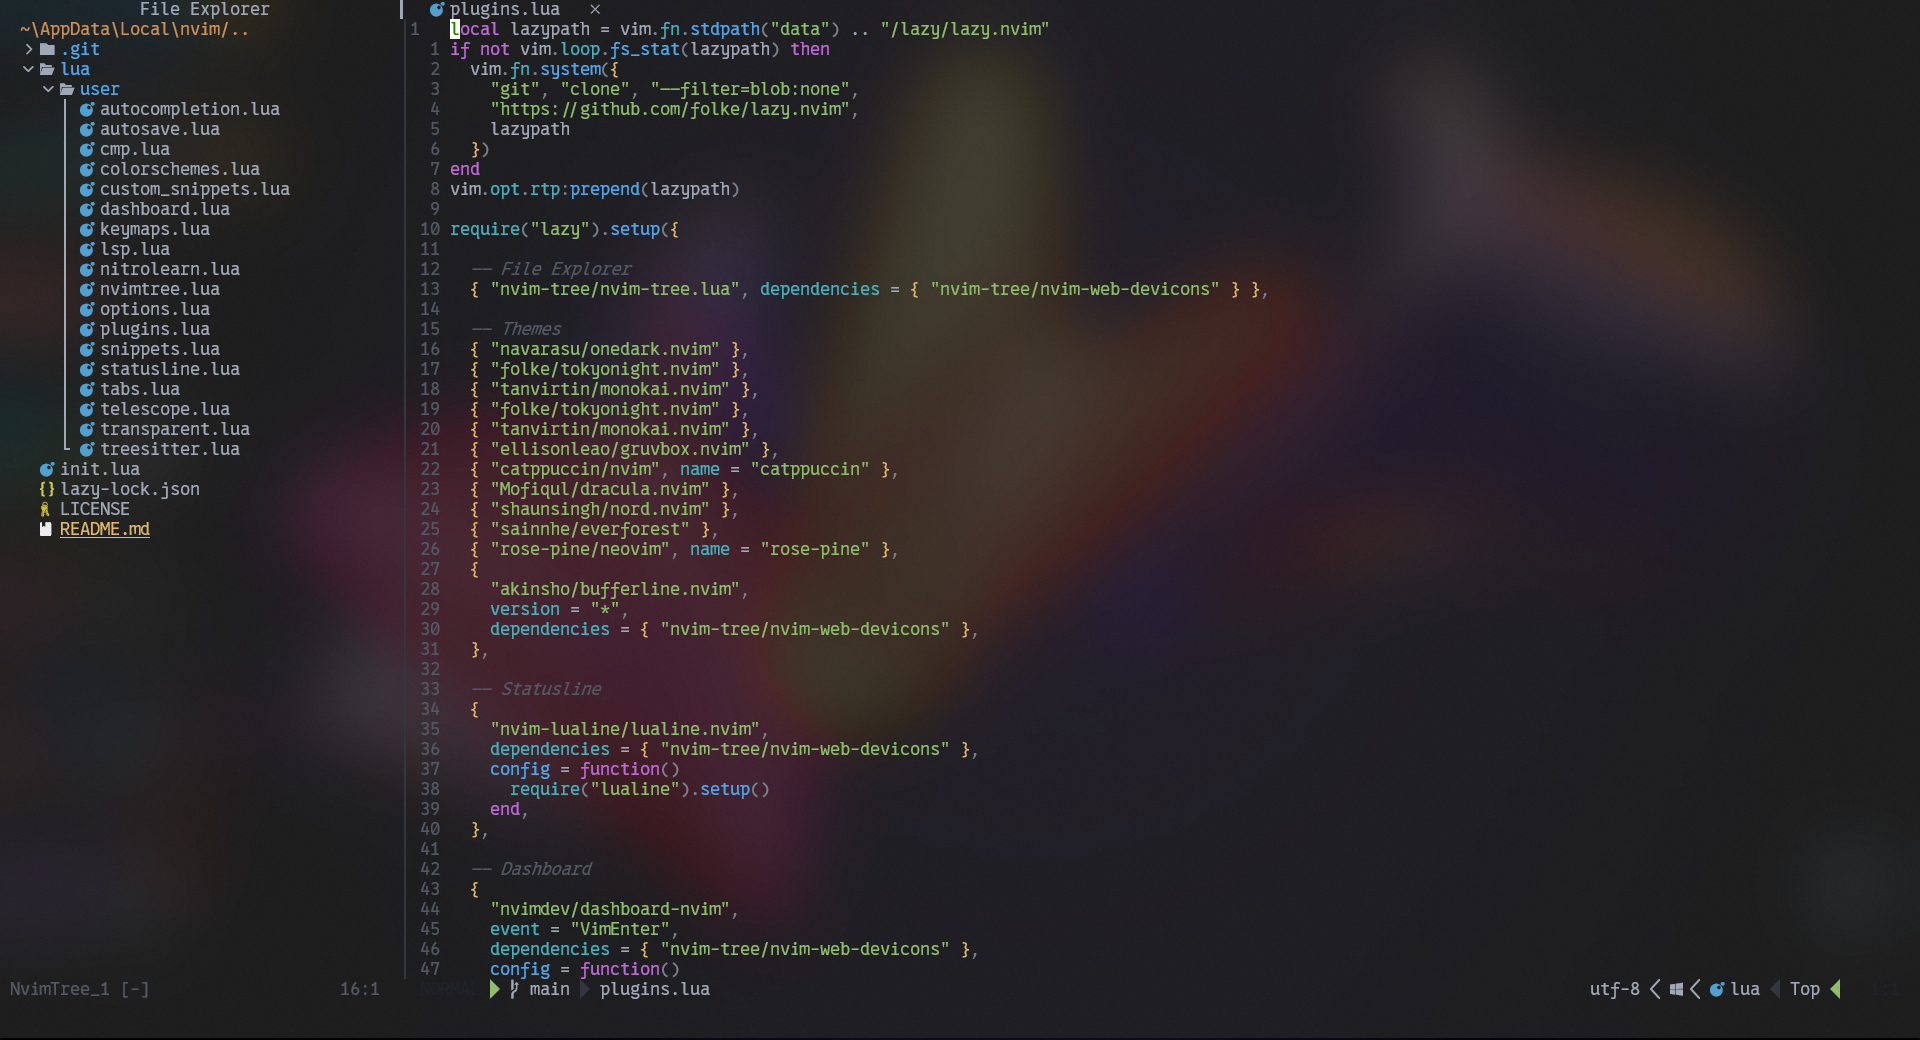 File Explorer
~\AppData\Local\nvim/..
.git
lua
user
autocompletion.lua
autosave.lua
cmp.lua
colorschemes.lua
custom_snippets.lua
dashboard.lua
keymaps.lua
lsp.lua
nitrolearn.lua
nvimtree.lua
options.lua
plugins.lua
snippets.lua
statusline.lua
tabs.lua
telescope.lua
transparent.lua
treesitter.lua
init.lua
{} lazy-lock.json
LICENSE
README.md
NvimTree_1 [-] 16:1
plugins.lua ×
1 local lazypath = vim.fn.stdpath("data") .. "/lazy/lazy.nvim"
1 if not vim.loop.fs_stat(lazypath) then
2 vim.fn.system({
3 "git", "clone", "--filter=blob:none",
4 "https://github.com/folke/lazy.nvim",
5 lazypath
6 })
7 end
8 vim.opt.rtp:prepend(lazypath)
9
10 require("lazy").setup({
11
12 -- File Explorer
13 { "nvim-tree/nvim-tree.lua", dependencies = { "nvim-tree/nvim-web-devicons" } },
14
15 -- Themes
16 { "navarasu/onedark.nvim" },
17 { "folke/tokyonight.nvim" },
18 { "tanvirtin/monokai.nvim" },
19 { "folke/tokyonight.nvim" },
20 { "tanvirtin/monokai.nvim" },
21 { "ellisonleao/gruvbox.nvim" },
22 { "catppuccin/nvim", name = "catppuccin" },
23 { "Mofiqul/dracula.nvim" },
24 { "shaunsingh/nord.nvim" },
25 { "sainnhe/everforest" },
26 { "rose-pine/neovim", name = "rose-pine" },
27 {
28 "akinsho/bufferline.nvim",
29 version = "*",
30 dependencies = { "nvim-tree/nvim-web-devicons" },
31 },
32
33 -- Statusline
34 {
35 "nvim-lualine/lualine.nvim",
36 dependencies = { "nvim-tree/nvim-web-devicons" },
37 config = function()
38 require("lualine").setup()
39 end,
40 },
41
42 -- Dashboard
43 {
44 "nvimdev/dashboard-nvim",
45 event = "VimEnter",
46 dependencies = { "nvim-tree/nvim-web-devicons" },
47 config = function()
NORMAL main plugins.lua utf-8 lua Top